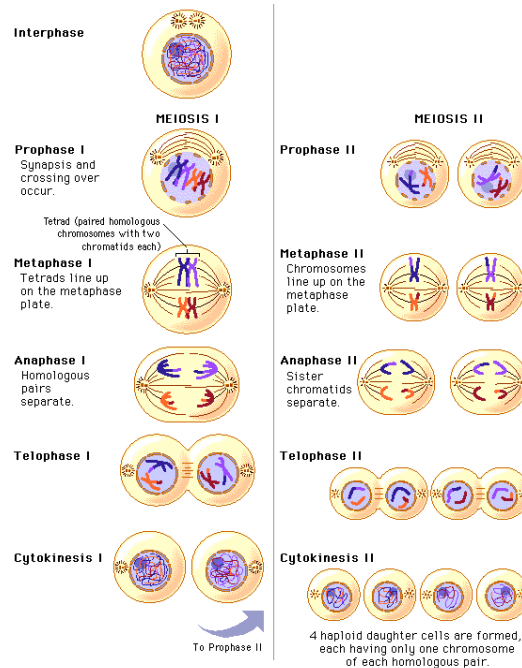 Interphase
MEIOSIS I
Prophase I
Synapsis and
crossing over
occur.
Tetrad (paired homologous
chromosomes with two
chromatids each)
Metaphase I
Tetrads line up
on the metaphase
plate.
Anaphase I
Homologous
pairs
separate.
Telophase I
Cytokinesis I
To Prophase II
MEIOSIS II
Prophase II
Metaphase II
Chromosomes
line up on the
metaphase
plate.
Anaphase II
Sister
chromatids
separate.
Telophase II
Cytokinesis II
4 haploid daughter cells are formed,
each having only one chromosome
of each homologous pair.